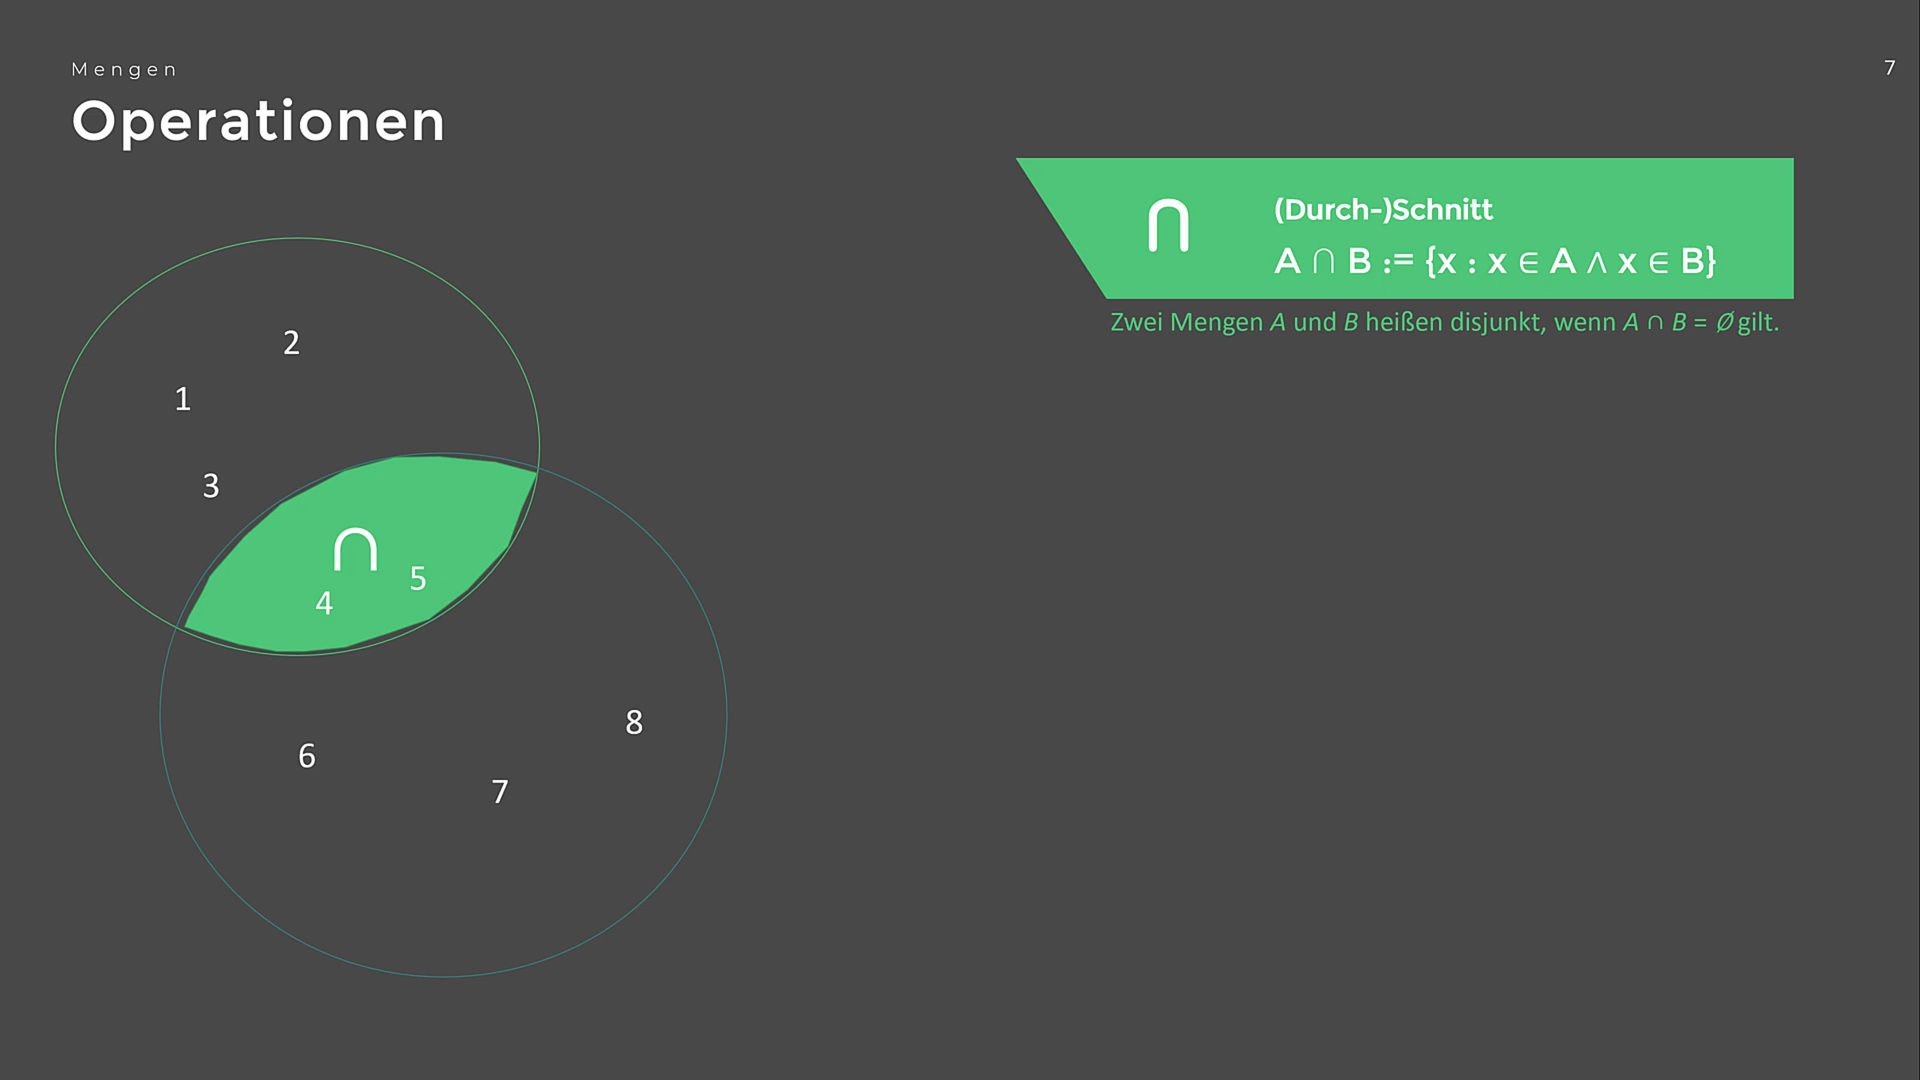 Mengen
7
Operationen
∩
(Durch-)Schnitt
A ∩ B := {x : x ∈ A ∧ x ∈ B}
Zwei Mengen A und B heißen disjunkt, wenn A ∩ B = Ø gilt.
2
1
3
∩
5
4
8
6
7